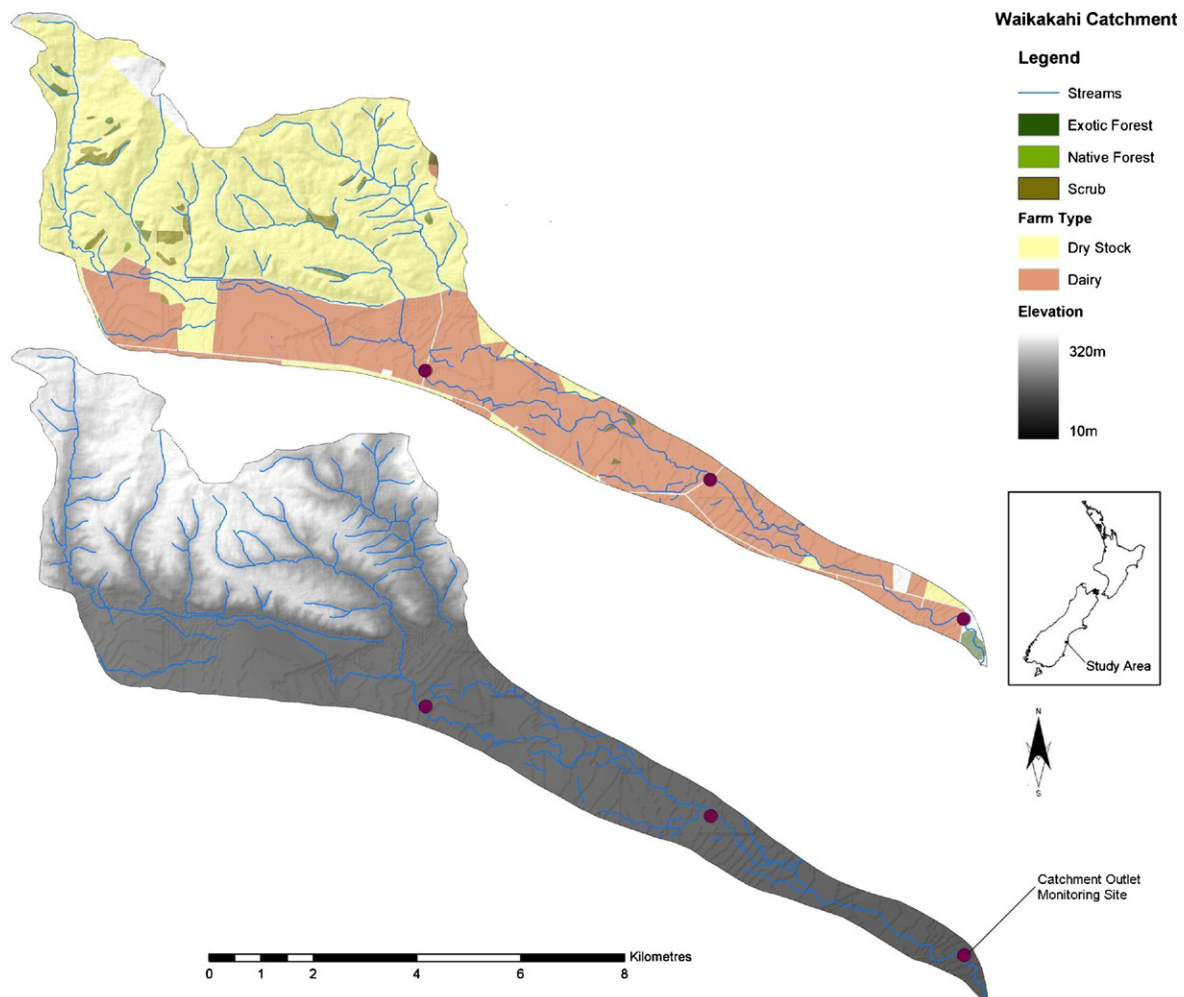 Waikakahi Catchment
Legend
Streams
Exotic Forest
Native Forest
Scrub
Farm Type
Dry Stock
Dairy
Elevation
320m
10m
Study Area
N
S
Catchment Outlet
Monitoring Site
Kilometres
0 1 2 4 6 8